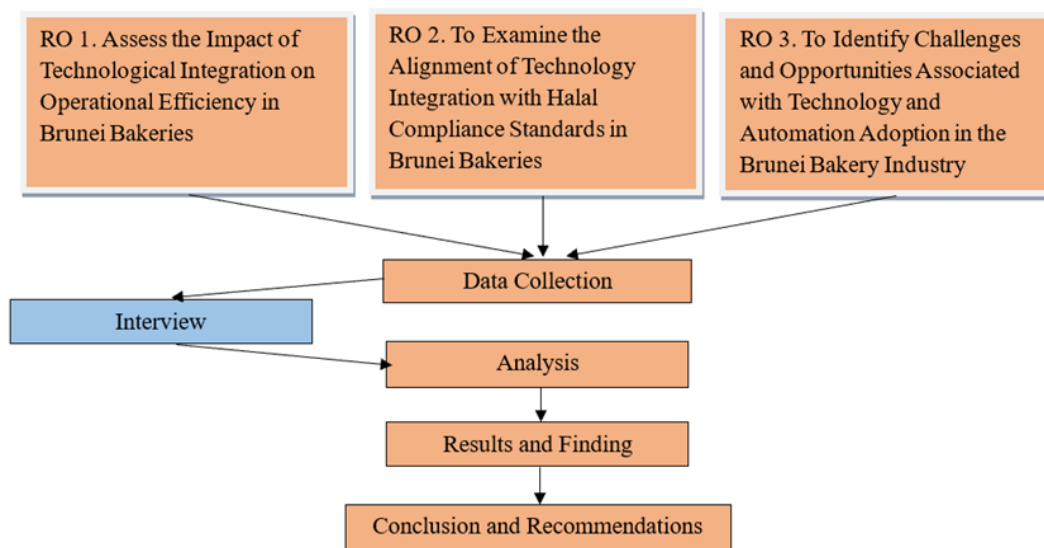 RO 1. Assess the Impact of
Technological Integration on
Operational Efficiency in
Brunei Bakeries
RO 2. To Examine the
Alignment of Technology
Integration with Halal
Compliance Standards in
Brunei Bakeries
RO 3. To Identify Challenges
and Opportunities Associated
with Technology and
Automation Adoption in the
Brunei Bakery Industry
Data Collection
Interview
Analysis
Results and Finding
Conclusion and Recommendations